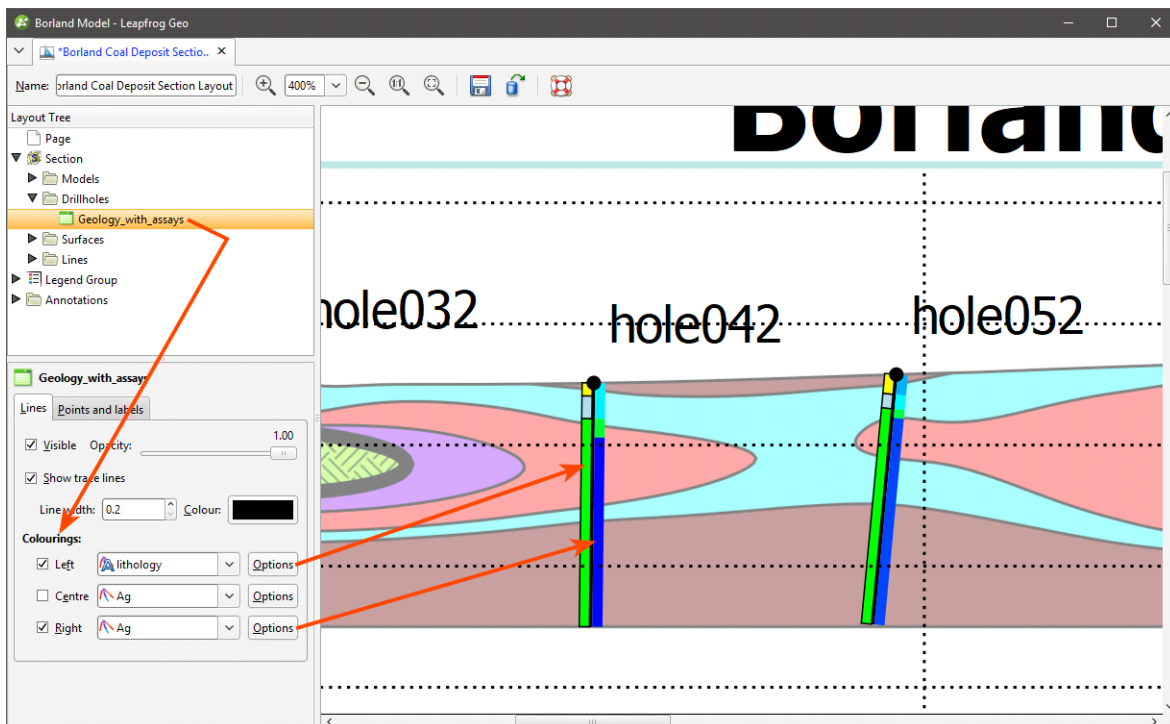 Borland Model - Leapfrog Geo
*Borland Coal Deposit Sectio..
Name: orland Coal Deposit Section Layout 400%
Layout Tree
Page
Section
Models
Drillholes
Geology_with_assays
Surfaces
Lines
Legend Group
Annotations
Geology_with_assays
Lines Points and labels
Visible Opacity: 1.00
Show trace lines
Line width: 0.2 Colour:
Colourings:
Left lithology Options
Centre Ag Options
Right Ag Options
Borland
hole032
hole042
hole052